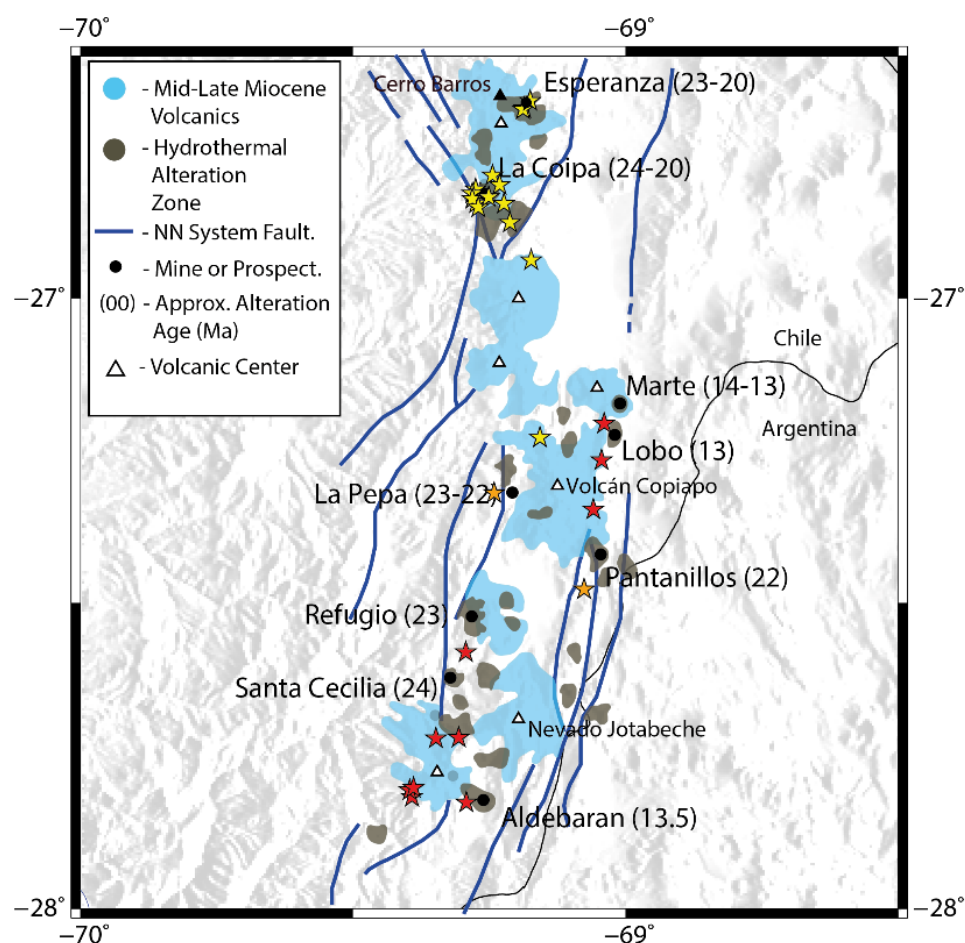 −70°
−69°
- Mid-Late Miocene
Volcanics
- Hydrothermal
Alteration
Zone
- NN System Fault.
- Mine or Prospect.
(00) - Approx. Alteration
Age (Ma)
- Volcanic Center
Cerro Barros
Esperanza (23-20)
La Coipa (24-20)
−27°
−27°
Chile
Marte (14-13)
Argentina
Lobo (13)
La Pepa (23-22)
Volcán Copiapo
Pantanillos (22)
Refugio (23)
Santa Cecilia (24)
Nevado Jotabeche
Aldebaran (13.5)
−28°
−28°
−70°
−69°